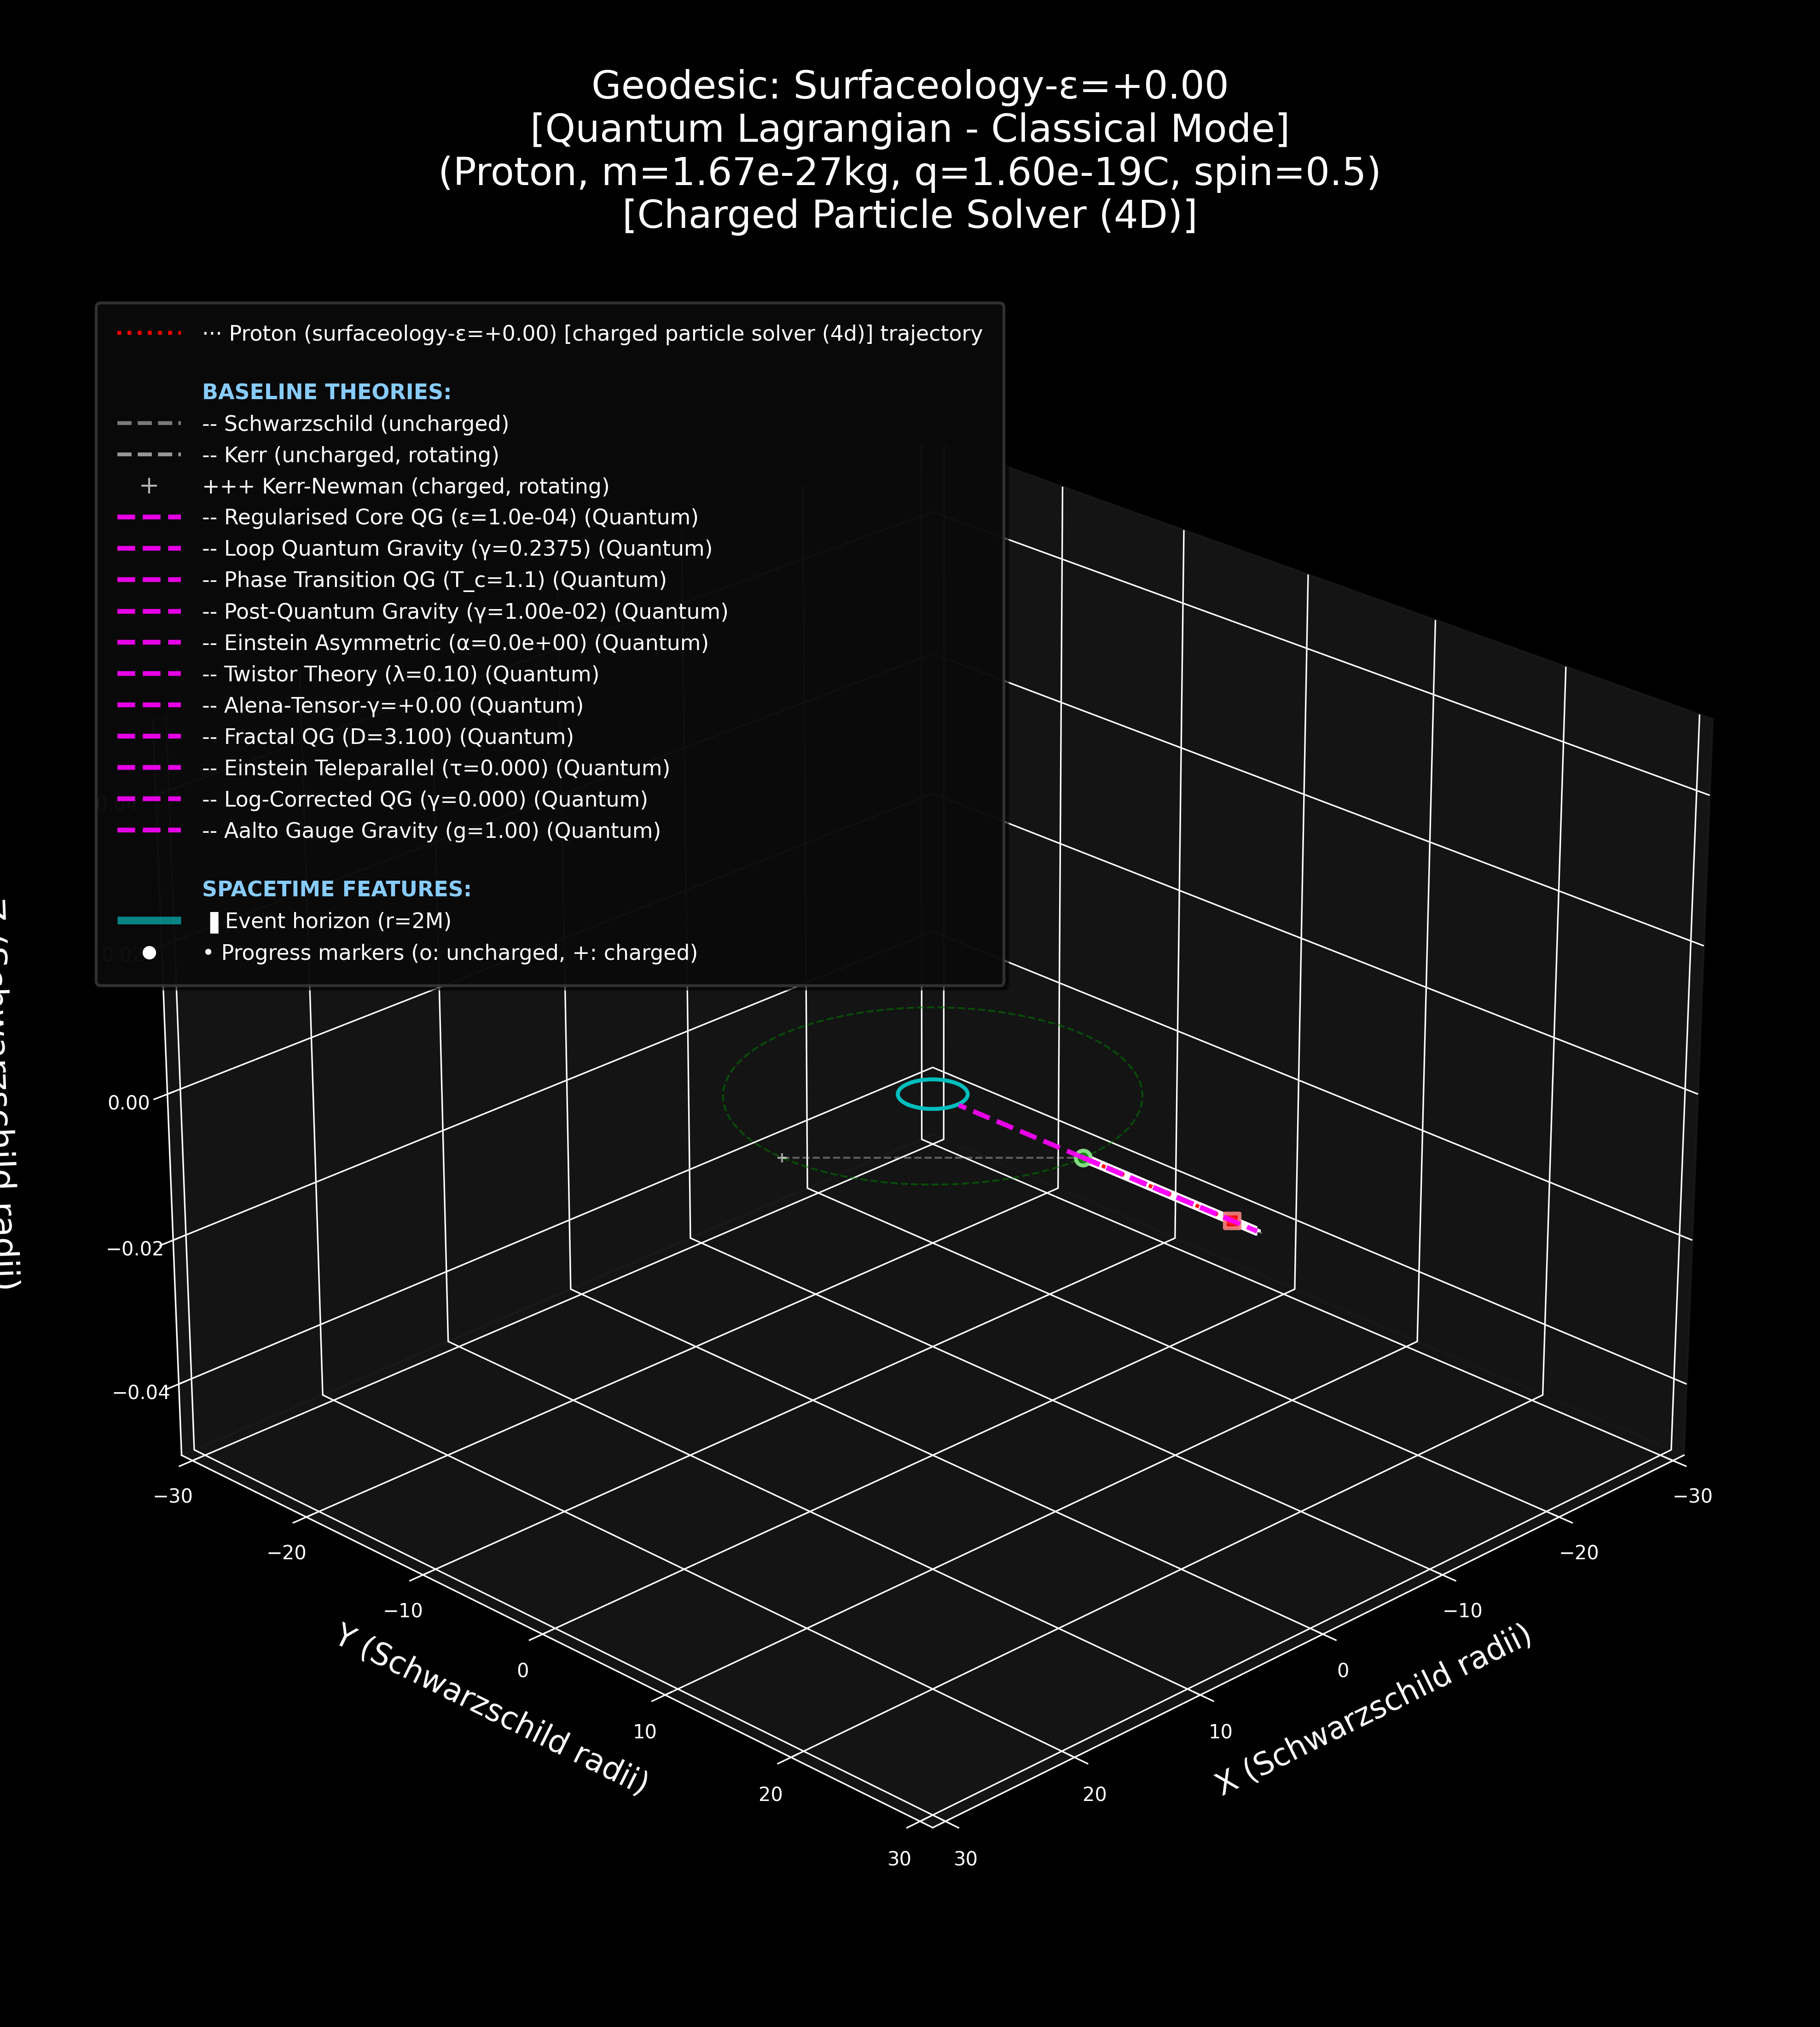 Geodesic: Surfaceology-ε=+0.00
[Quantum Lagrangian - Classical Mode]
(Proton, m=1.67e-27kg, q=1.60e-19C, spin=0.5)
[Charged Particle Solver (4D)]
··· Proton (surfaceology-ε=+0.00) [charged particle solver (4d)] trajectory
BASELINE THEORIES:
-- Schwarzschild (uncharged)
-- Kerr (uncharged, rotating)
+++ Kerr-Newman (charged, rotating)
-- Regularised Core QG (ε=1.0e-04) (Quantum)
-- Loop Quantum Gravity (γ=0.2375) (Quantum)
-- Phase Transition QG (T_c=1.1) (Quantum)
-- Post-Quantum Gravity (γ=1.00e-02) (Quantum)
-- Einstein Asymmetric (α=0.0e+00) (Quantum)
-- Twistor Theory (λ=0.10) (Quantum)
-- Alena-Tensor-γ=+0.00 (Quantum)
-- Fractal QG (D=3.100) (Quantum)
-- Einstein Teleparallel (τ=0.000) (Quantum)
-- Log-Corrected QG (γ=0.000) (Quantum)
-- Aalto Gauge Gravity (g=1.00) (Quantum)
SPACETIME FEATURES:
▐ Event horizon (r=2M)
• Progress markers (o: uncharged, +: charged)
0.04
0.02
0.00
−0.02
−0.04
Z (Schwarzschild radii)
−30
−20
−10
0
10
20
30
Y (Schwarzschild radii)
−30
−20
−10
0
10
20
30
X (Schwarzschild radii)